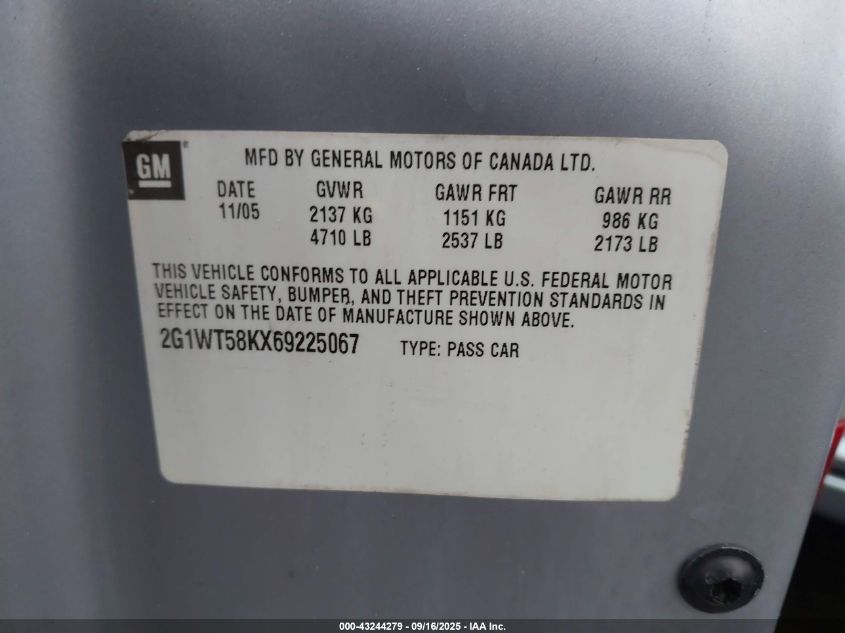 GM
MFD BY GENERAL MOTORS OF CANADA LTD.
DATE GVWR GAWR FRT GAWR RR
11/05 2137 KG 1151 KG 986 KG
4710 LB 2537 LB 2173 LB
THIS VEHICLE CONFORMS TO ALL APPLICABLE U.S. FEDERAL MOTOR
VEHICLE SAFETY, BUMPER, AND THEFT PREVENTION STANDARDS IN
EFFECT ON THE DATE OF MANUFACTURE SHOWN ABOVE.
2G1WT58KX69225067 TYPE: PASS CAR
000-43244279 - 09/16/2025 - IAA Inc.